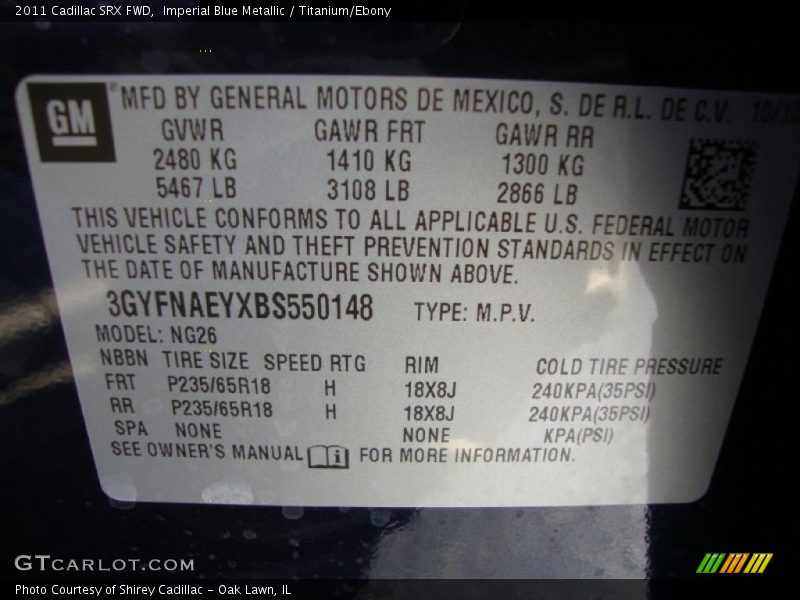 2011 Cadillac SRX FWD,  Imperial Blue Metallic / Titanium/Ebony
GM
® MFD BY GENERAL MOTORS DE MEXICO, S. DE R.L. DE C.V.
GVWR GAWR FRT GAWR RR
2480 KG 1410 KG 1300 KG
5467 LB 3108 LB 2866 LB
THIS VEHICLE CONFORMS TO ALL APPLICABLE U.S. FEDERAL MOTOR
VEHICLE SAFETY AND THEFT PREVENTION STANDARDS IN EFFECT ON
THE DATE OF MANUFACTURE SHOWN ABOVE.
3GYFNAEYXBS550148 TYPE: M.P.V.
MODEL: NG26
NBBN TIRE SIZE SPEED RTG RIM COLD TIRE PRESSURE
FRT P235/65R18 H 18X8J 240KPA(35PSI)
RR P235/65R18 H 18X8J 240KPA(35PSI)
SPA NONE NONE KPA(PSI)
SEE OWNER'S MANUAL i FOR MORE INFORMATION.
GTCARLOT.COM
Photo Courtesy of Shirey Cadillac - Oak Lawn, IL